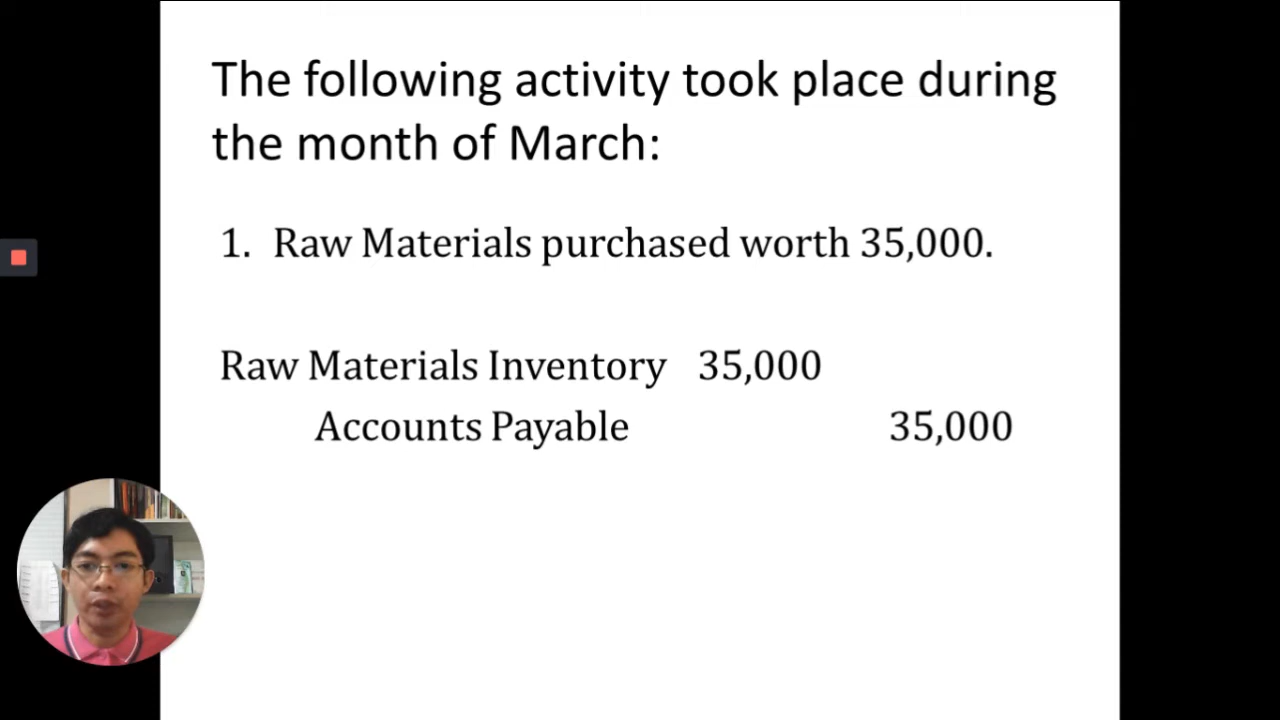 The following activity took place during
the month of March:
1. Raw Materials purchased worth 35,000.
Raw Materials Inventory 35,000
Accounts Payable 35,000